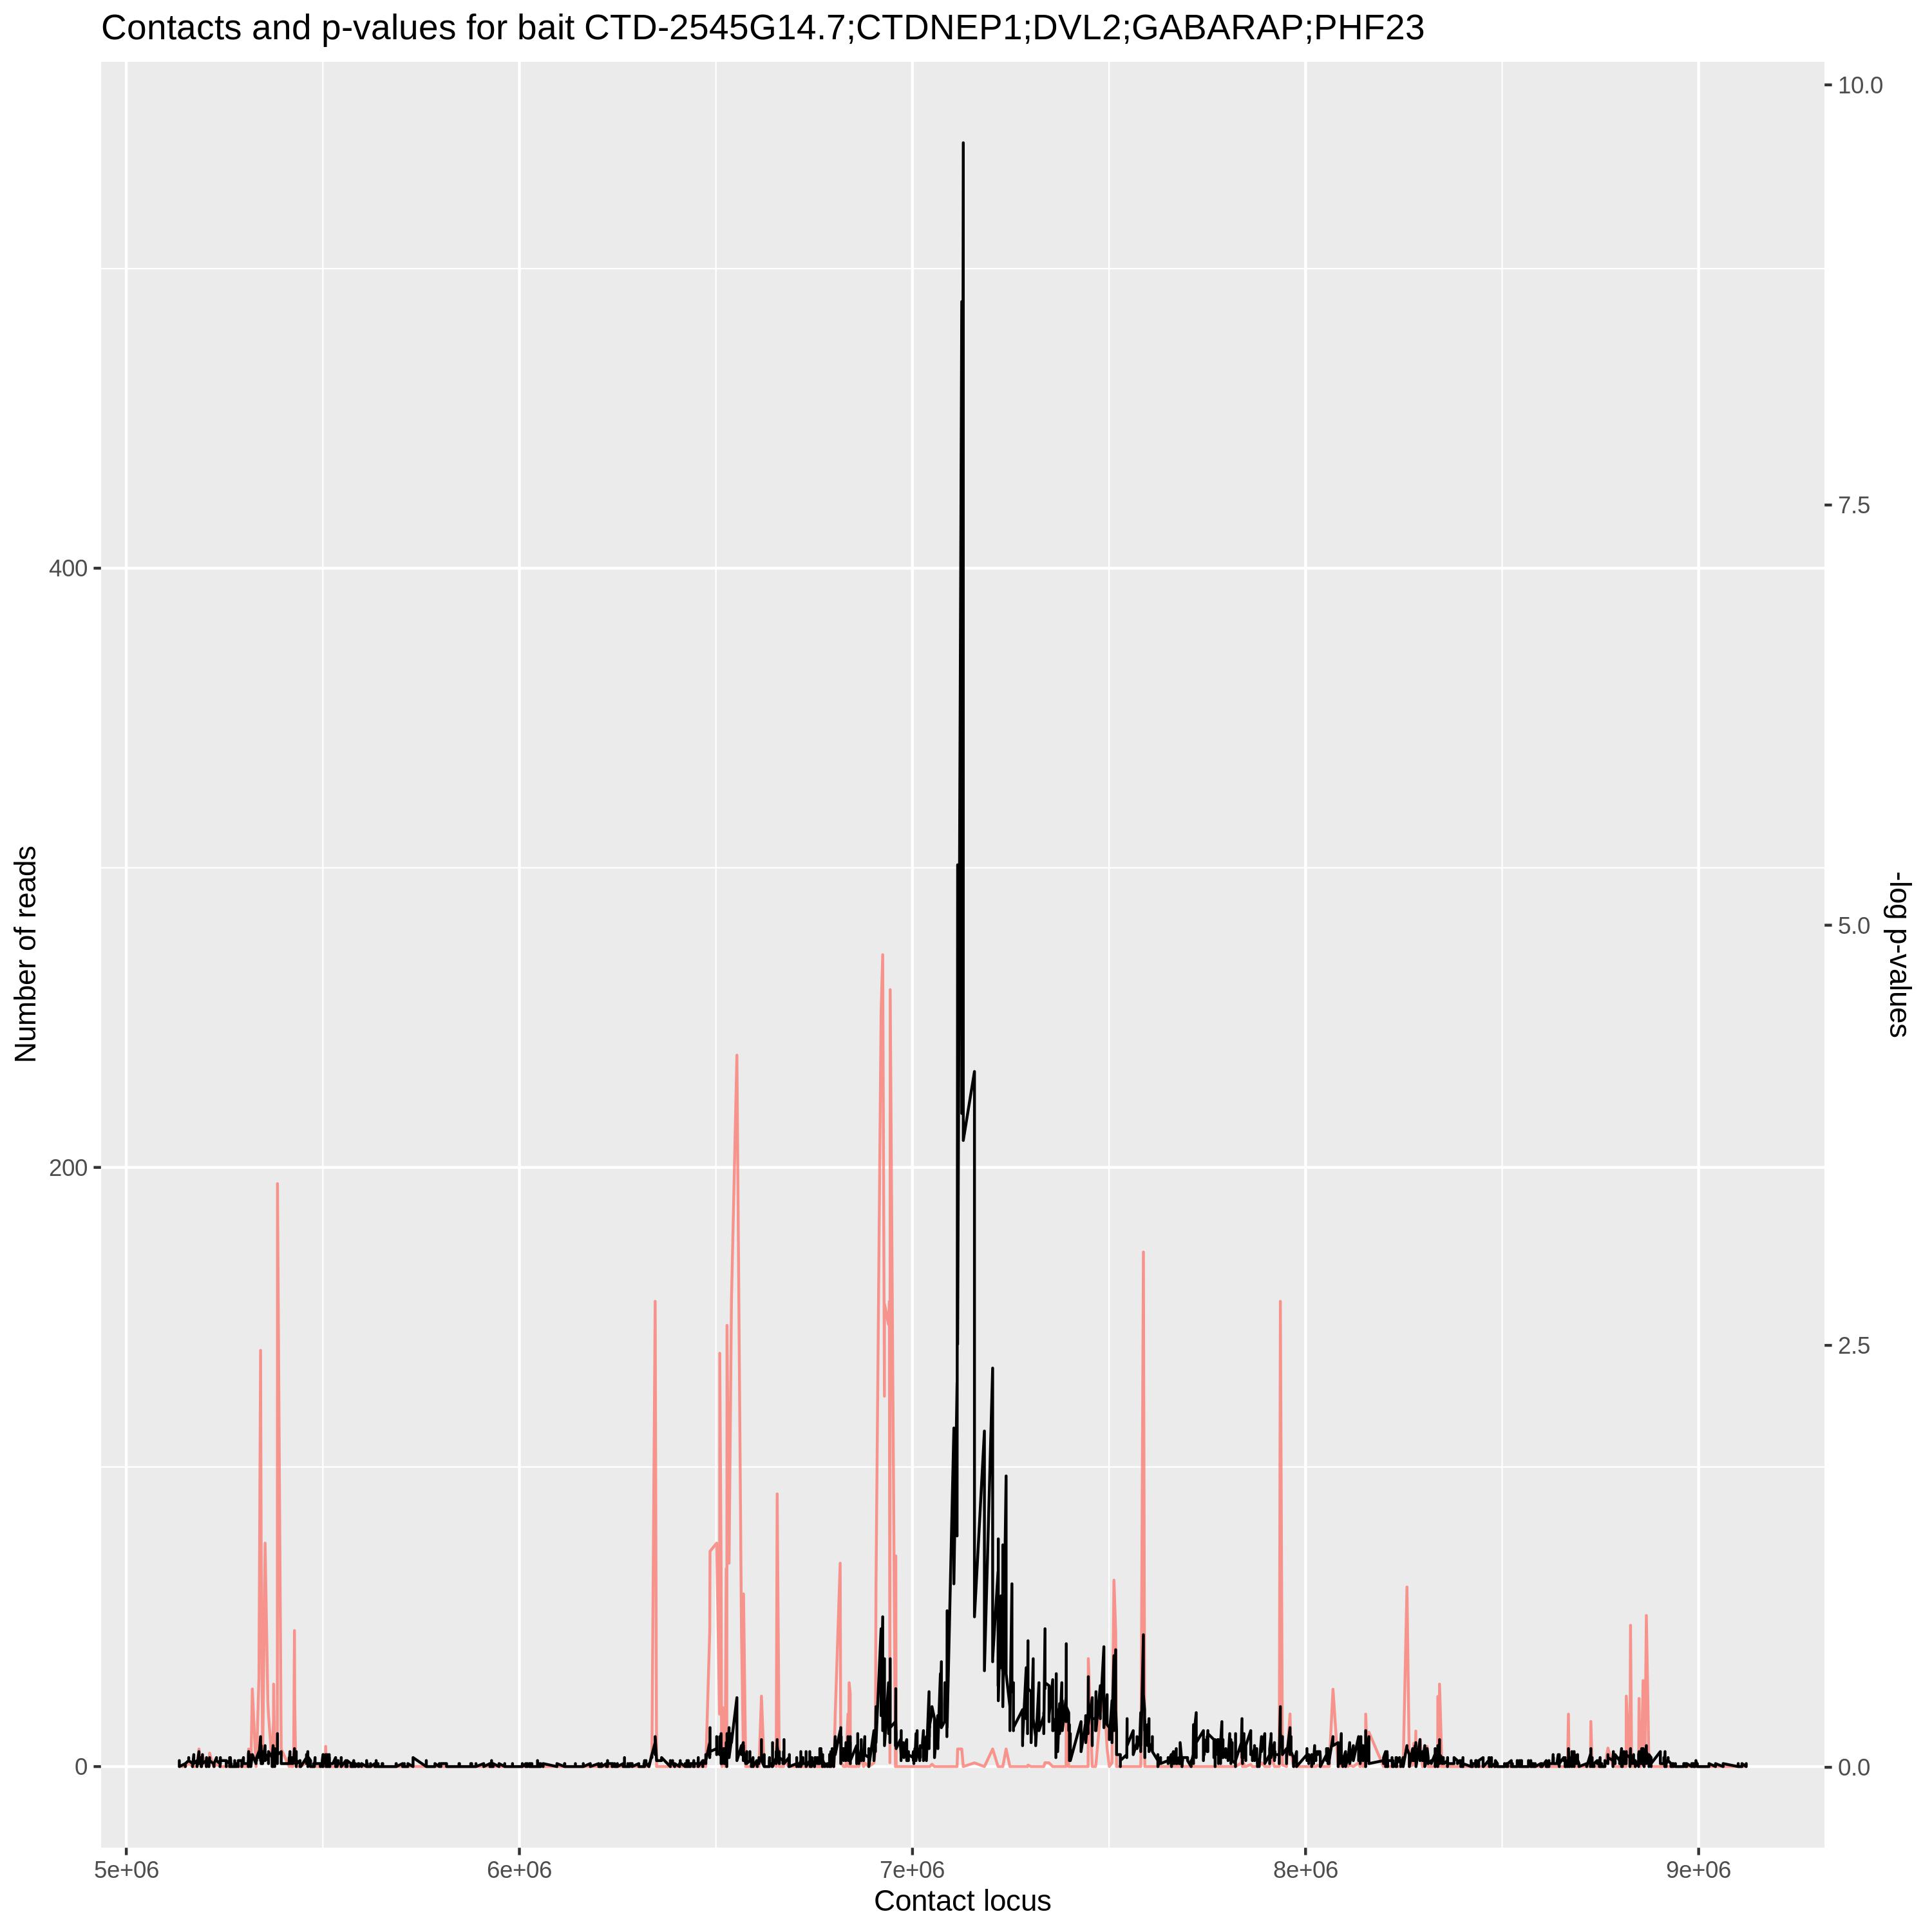 Contacts and p-values for bait CTD-2545G14.7;CTDNEP1;DVL2;GABARAP;PHF23
10.0
7.5
400
5.0
Number of reads
-log p-values
200
2.5
0
0.0
5e+06
6e+06
7e+06
8e+06
9e+06
Contact locus